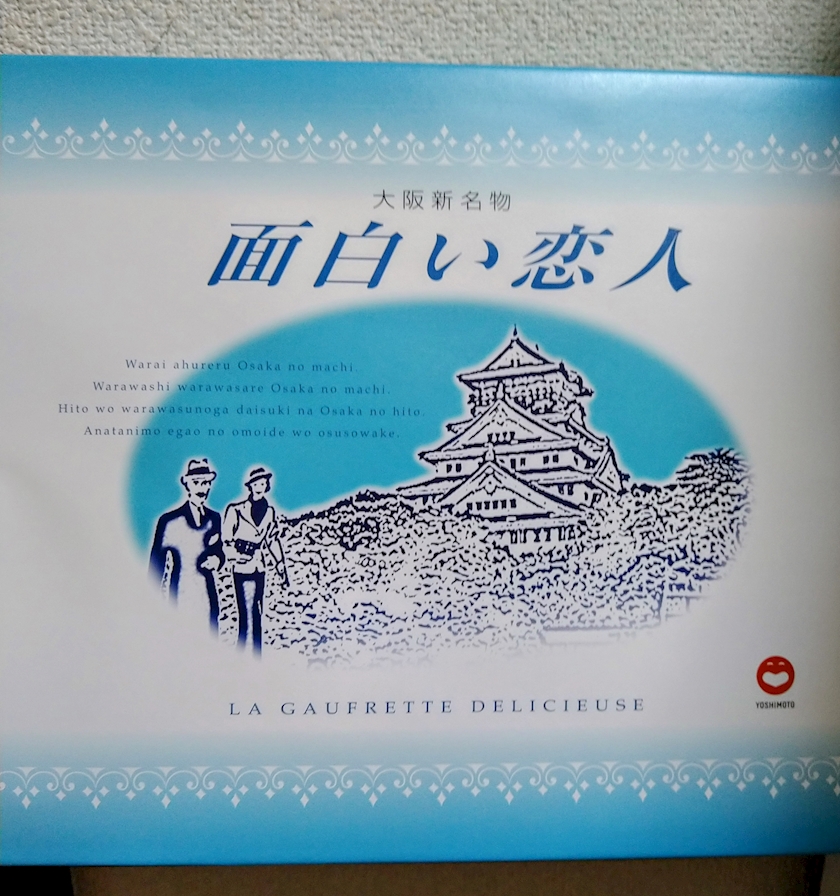 大阪新名物
面白い恋人
Warai ahureru Osaka no machi.
Warawashi warawasare Osaka no machi.
Hito wo warawasunoga daisuki na Osaka no hito.
Anatanimo egao no omoide wo osusowake.
LA GAUFRETTE DELICIEUSE
YOSHIMOTO